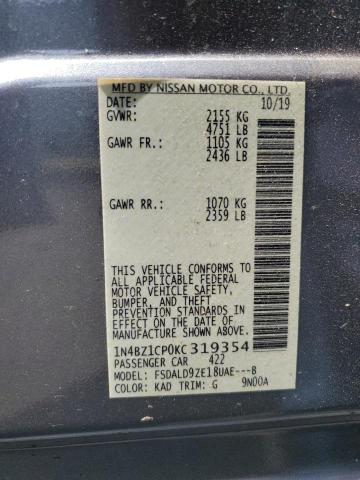 MFD BY NISSAN MOTOR CO., LTD.
DATE: 10/19
GVWR: 2155 KG
4751 LB
GAWR FR.: 1105 KG
2436 LB
GAWR RR.: 1070 KG
2359 LB
THIS VEHICLE CONFORMS TO
ALL APPLICABLE FEDERAL
MOTOR VEHICLE SAFETY,
BUMPER, AND THEFT
PREVENTION STANDARDS
IN EFFECT ON THE DATE OF
MANUFACTURE SHOWN ABOVE.
1N4BZ1CP0KC319354
PASSENGER CAR 422
MODEL: FSDALD9ZE18UAE---B
COLOR: KAD TRIM: G 9N00A